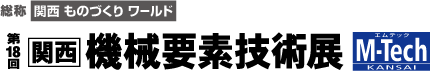 総称 関西 ものづくり ワールド
第18回 [関西] 機械要素技術展
エムテック
M-Tech
KANSAI